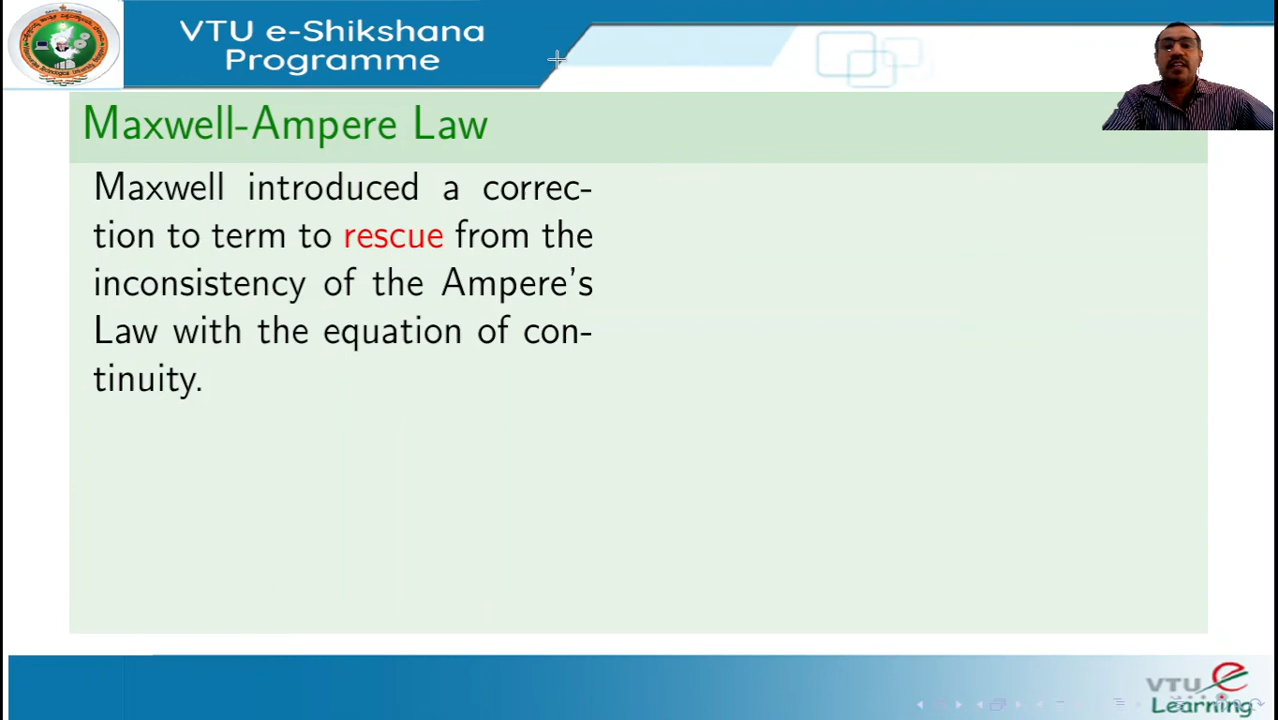 VTU e-Shikshana
Programme
Maxwell-Ampere Law
Maxwell introduced a correc-
tion to term to rescue from the
inconsistency of the Ampere's
Law with the equation of con-
tinuity.
VTU e
Learning